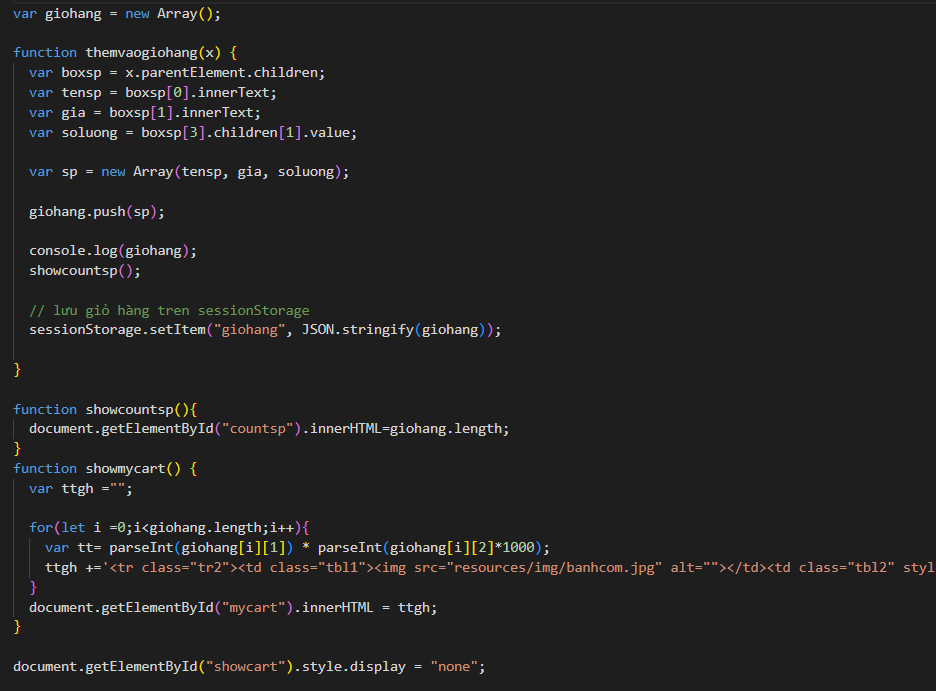 var giohang = new Array();
function themvaogiohang(x) {
var boxsp = x.parentElement.children;
var tensp = boxsp[0].innerText;
var gia = boxsp[1].innerText;
var soluong = boxsp[3].children[1].value;
var sp = new Array(tensp, gia, soluong);
giohang.push(sp);
console.log(giohang);
showcountsp();
// lưu giỏ hàng tren sessionStorage
sessionStorage.setItem("giohang", JSON.stringify(giohang));
}
function showcountsp(){
document.getElementById("countsp").innerHTML=giohang.length;
}
function showmycart() {
var ttgh ="";
for(let i =0;i<giohang.length;i++){
var tt= parseInt(giohang[i][1]) * parseInt(giohang[i][2]*1000);
ttgh +='<tr class="tr2"><td class="tbl1"><img src="resources/img/banhcom.jpg" alt=""></td><td class="tbl2" styl
}
document.getElementById("mycart").innerHTML = ttgh;
}
document.getElementById("showcart").style.display = "none";